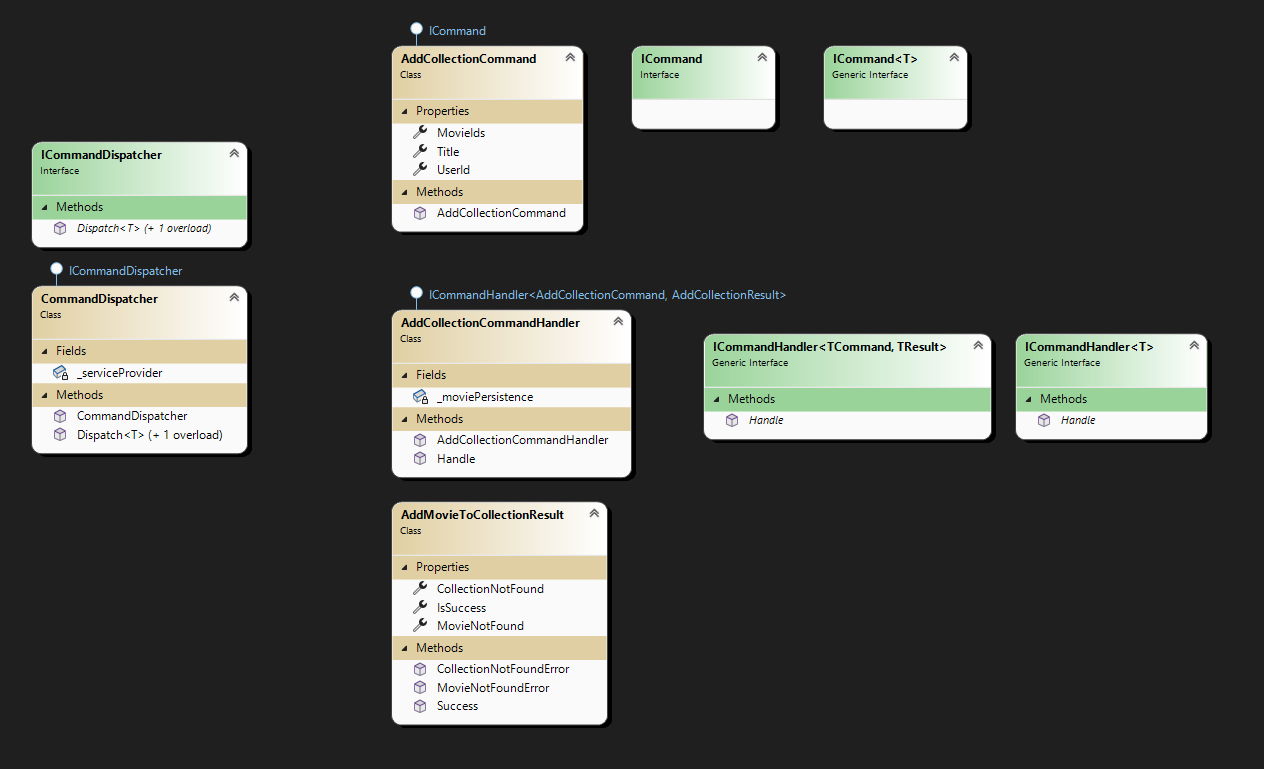 ICommand
AddCollectionCommand
Class
Properties
MovieIds
Title
UserId
Methods
AddCollectionCommand
ICommand
Interface
ICommand<T>
Generic Interface
ICommandDispatcher
Interface
Methods
Dispatch<T> (+ 1 overload)
ICommandDispatcher
CommandDispatcher
Class
Fields
_serviceProvider
Methods
CommandDispatcher
Dispatch<T> (+ 1 overload)
ICommandHandler<AddCollectionCommand, AddCollectionResult>
AddCollectionCommandHandler
Class
Fields
_moviePersistence
Methods
AddCollectionCommandHandler
Handle
ICommandHandler<TCommand, TResult>
Generic Interface
Methods
Handle
ICommandHandler<T>
Generic Interface
Methods
Handle
AddMovieToCollectionResult
Class
Properties
CollectionNotFound
IsSuccess
MovieNotFound
Methods
CollectionNotFoundError
MovieNotFoundError
Success